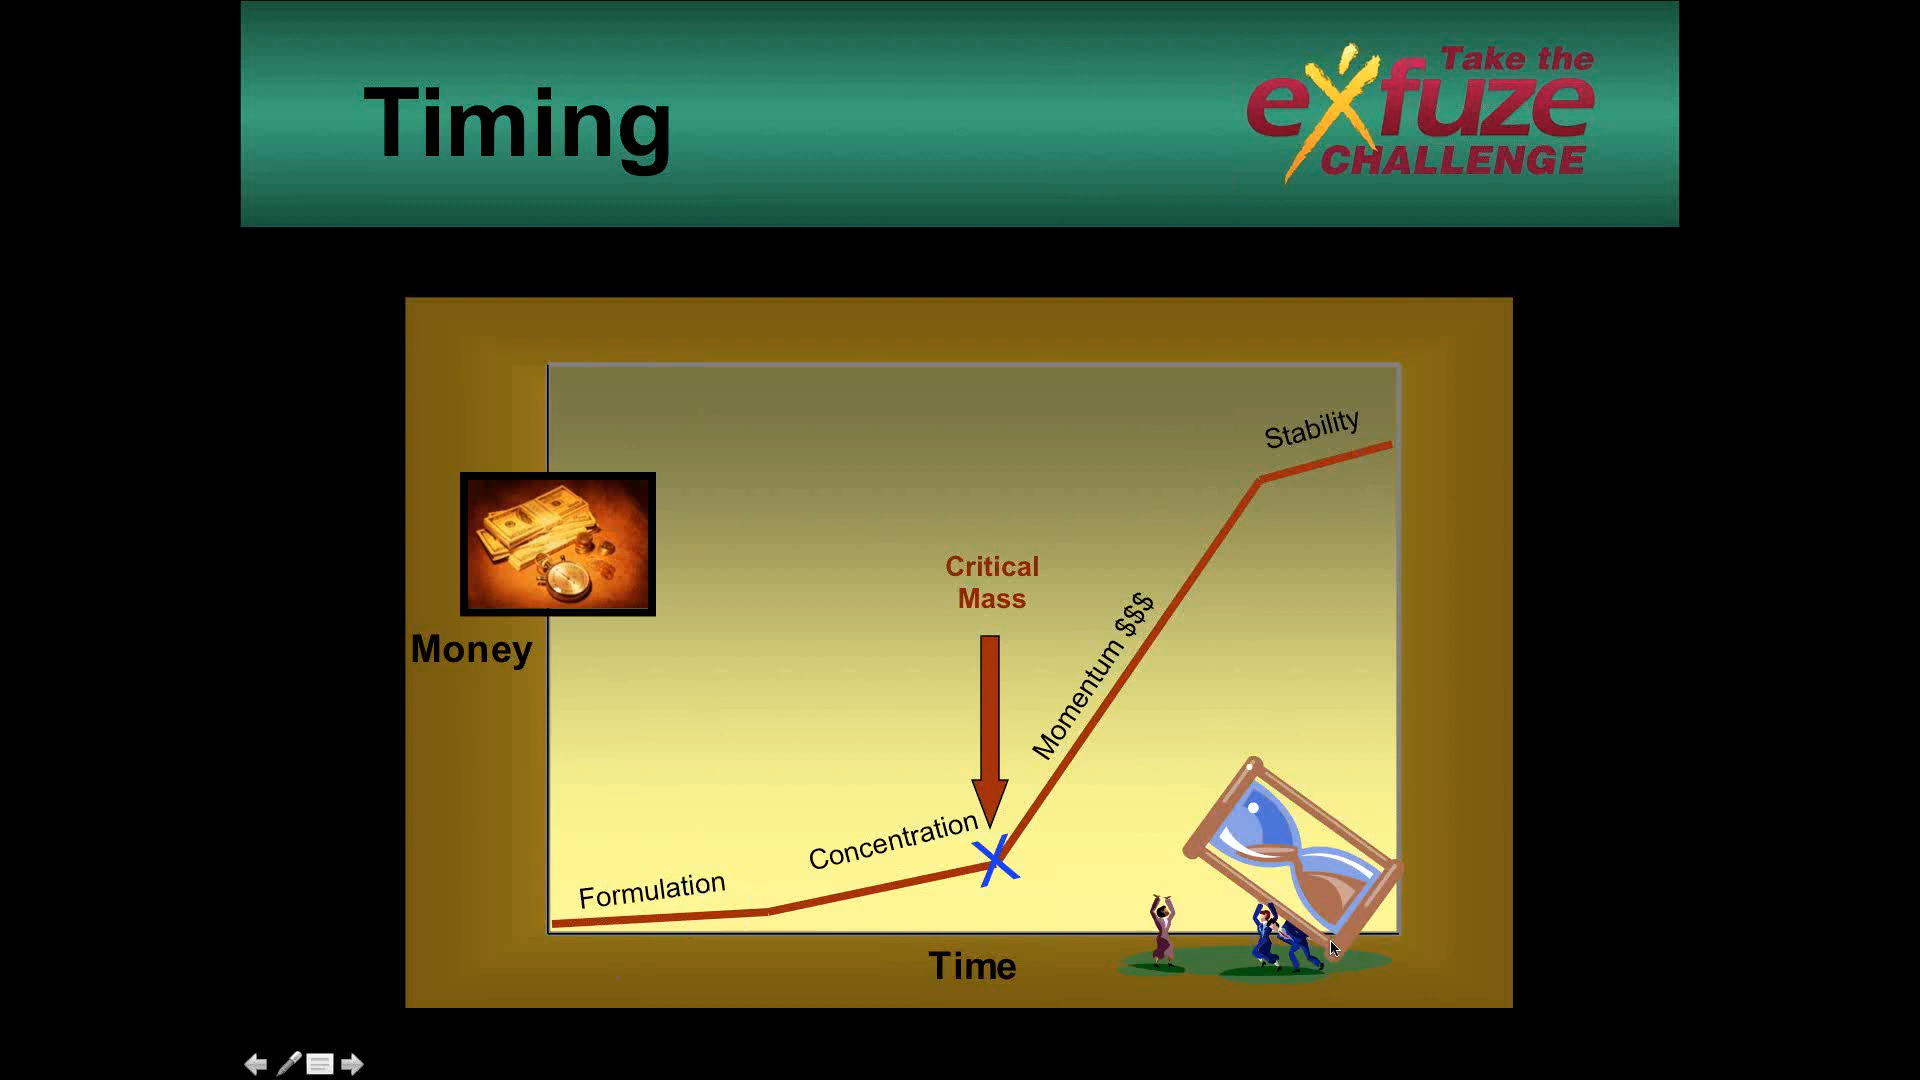 Timing
Take the
exfuze
CHALLENGE
Stability
Critical
Mass
Momentum $$$
Money
Concentration
Formulation
Time